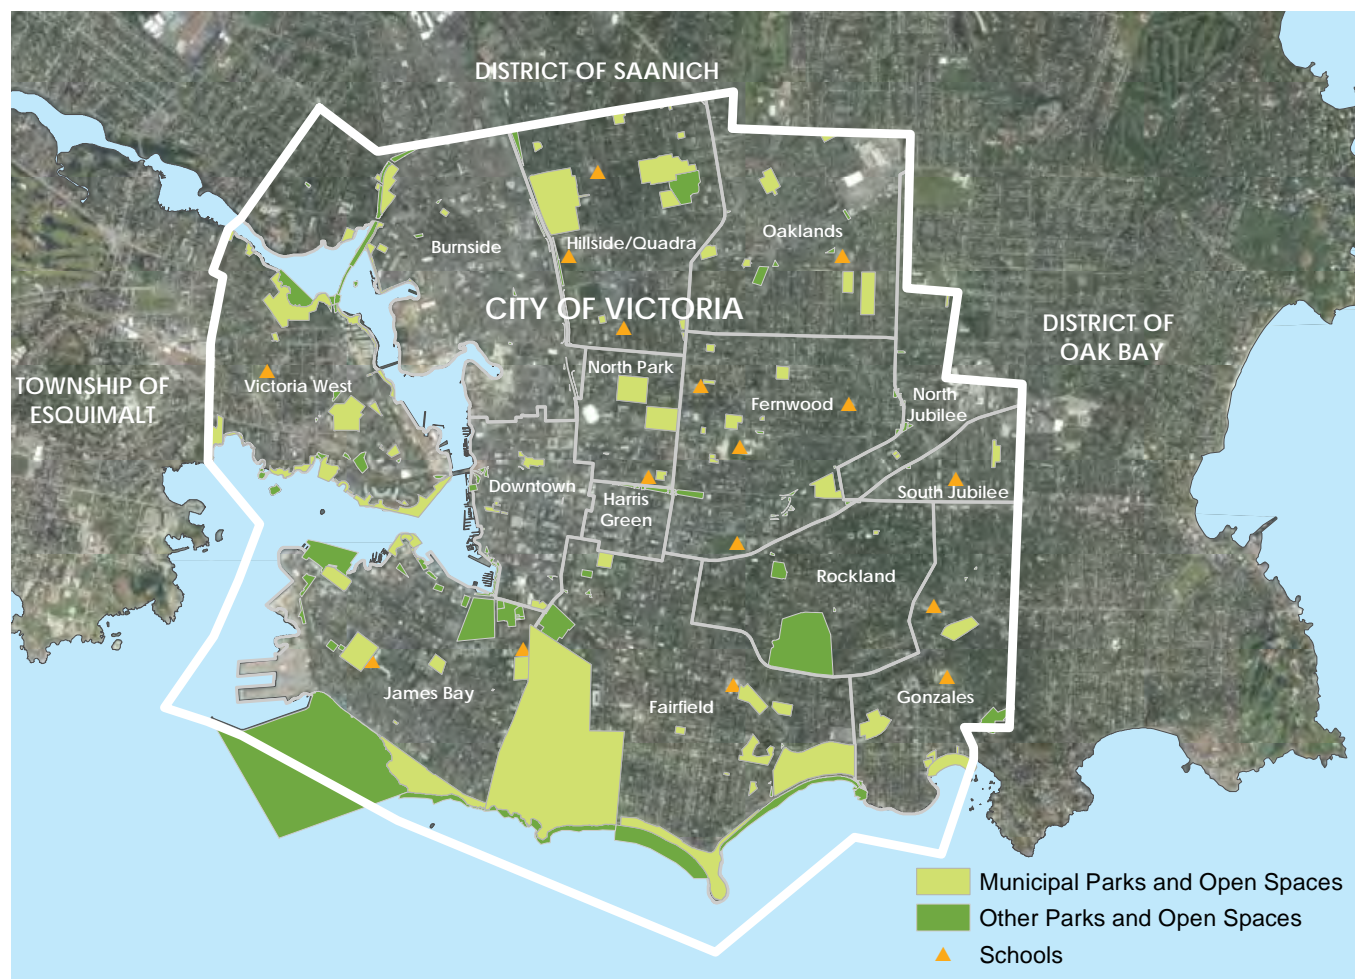 DISTRICT OF SAANICH
Burnside
Hillside/Quadra
Oaklands
CITY OF VICTORIA
DISTRICT OF
OAK BAY
TOWNSHIP OF
ESQUIMALT
Victoria West
North Park
Fernwood
North
Jubilee
Downtown
Harris
Green
South Jubilee
Rockland
James Bay
Fairfield
Gonzales
Municipal Parks and Open Spaces
Other Parks and Open Spaces
Schools